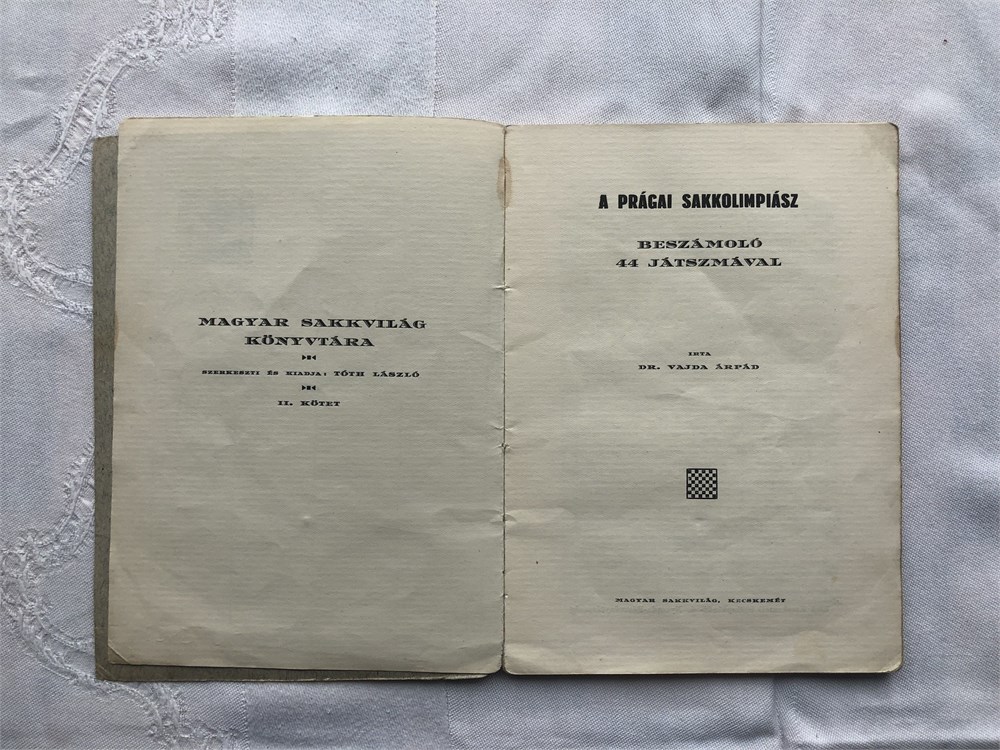 MAGYAR SAKKVILÁG
KÖNYVTÁRA
SZERKESZTI ÉS KIADJA: TÓTH LÁSZLÓ
II. KÖTET
A PRÁGAI SAKKOLIMPIÁSZ
BESZÁMOLÓ
44 JÁTSZMÁVAL
IRTA
DR. VAJDA ÁRPÁD
MAGYAR SAKKVILÁG, KECSKEMÉT